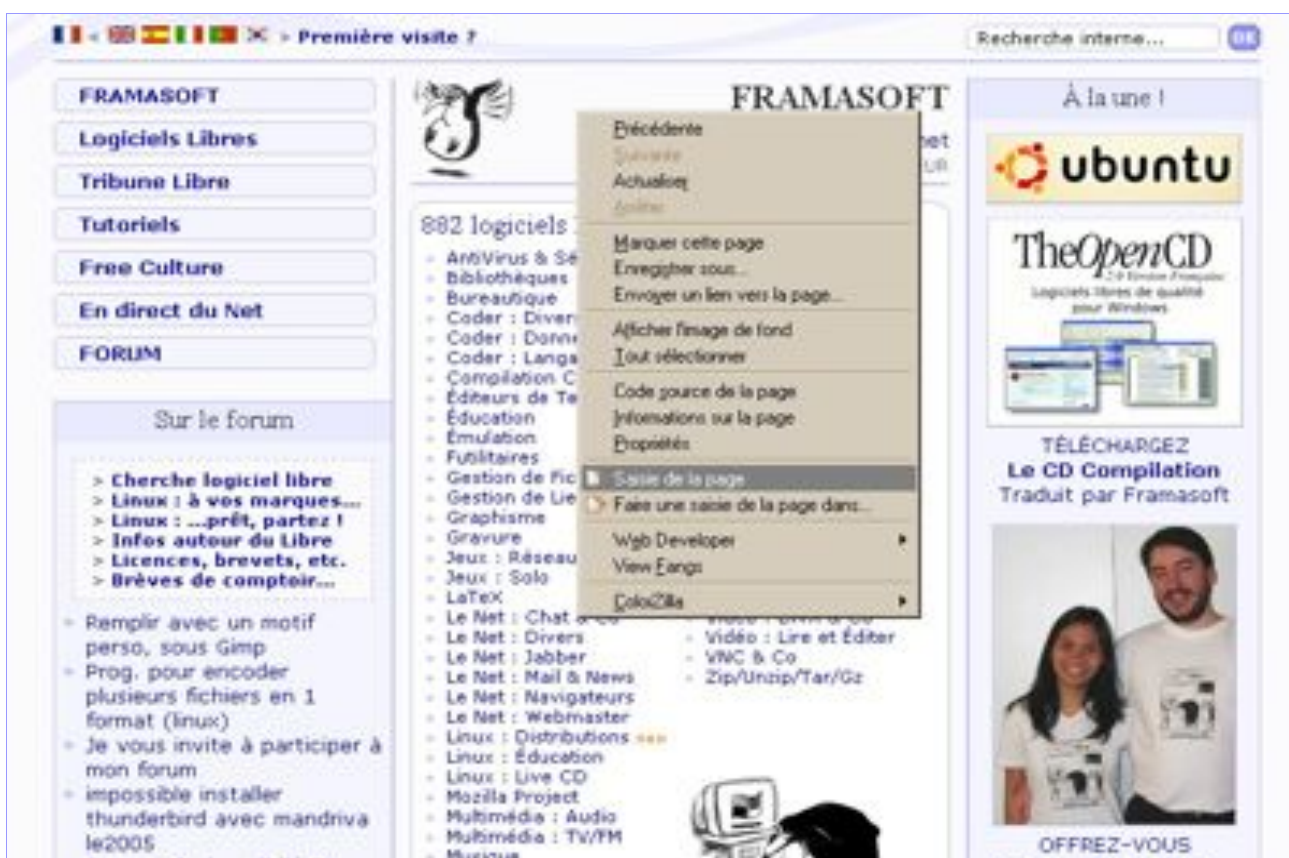 Première visite ?
Recherche interne...
OK
FRAMASOFT
Logiciels Libres
Tribune Libre
Tutoriels
Free Culture
En direct du Net
FORUM
Sur le forum
> Cherche logiciel libre
> Linux : à vos marques...
> Linux : ...prêt, partez !
> Infos autour du Libre
> Licences, brevets, etc.
> Brèves de comptoir...
Remplir avec un motif
perso, sous Gimp
Prog. pour encoder
plusieurs fichiers en 1
format (linux)
Je vous invite à participer à
mon forum
impossible installer
thunderbird avec mandriva
le2005
FRAMASOFT
net
UR
882 logiciels
AntiVirus & Sé
Bibliothèques
Bureautique
Coder : Diver
Coder : Donn
Coder : Langa
Compilation C
Éditeurs de Te
Éducation
Émulation
Futilitaires
Gestion de Fic
Gestion de Lie
Graphisme
Gravure
Jeux : Réseau
Jeux : Solo
LaTeX
Le Net : Chat & Co
Le Net : Divers
Le Net : Jabber
Le Net : Mail & News
Le Net : Navigateurs
Le Net : Webmaster
Linux : Distributions
Linux : Éducation
Linux : Live CD
Mozilla Project
Multimédia : Audio
Multimédia : TV/FM
Musique
Vidéo : DivX & Co
Vidéo : Lire et Éditer
VNC & Co
Zip/Unzip/Tar/Gz
Précédente
Suivante
Actualiser
Arrêter
Marquer cette page
Enregistrer sous...
Envoyer un lien vers la page...
Afficher l'image de fond
Tout sélectionner
Code source de la page
Informations sur la page
Propriétés
Saisie de la page
Faire une saisie de la page dans...
Web Developer
View Fangs
ColorZilla
À la une !
ubuntu
TheOpenCD
2.0 Version Française
Logiciels libres de qualité
pour Windows
TÉLÉCHARGEZ
Le CD Compilation
Traduit par Framasoft
OFFREZ-VOUS